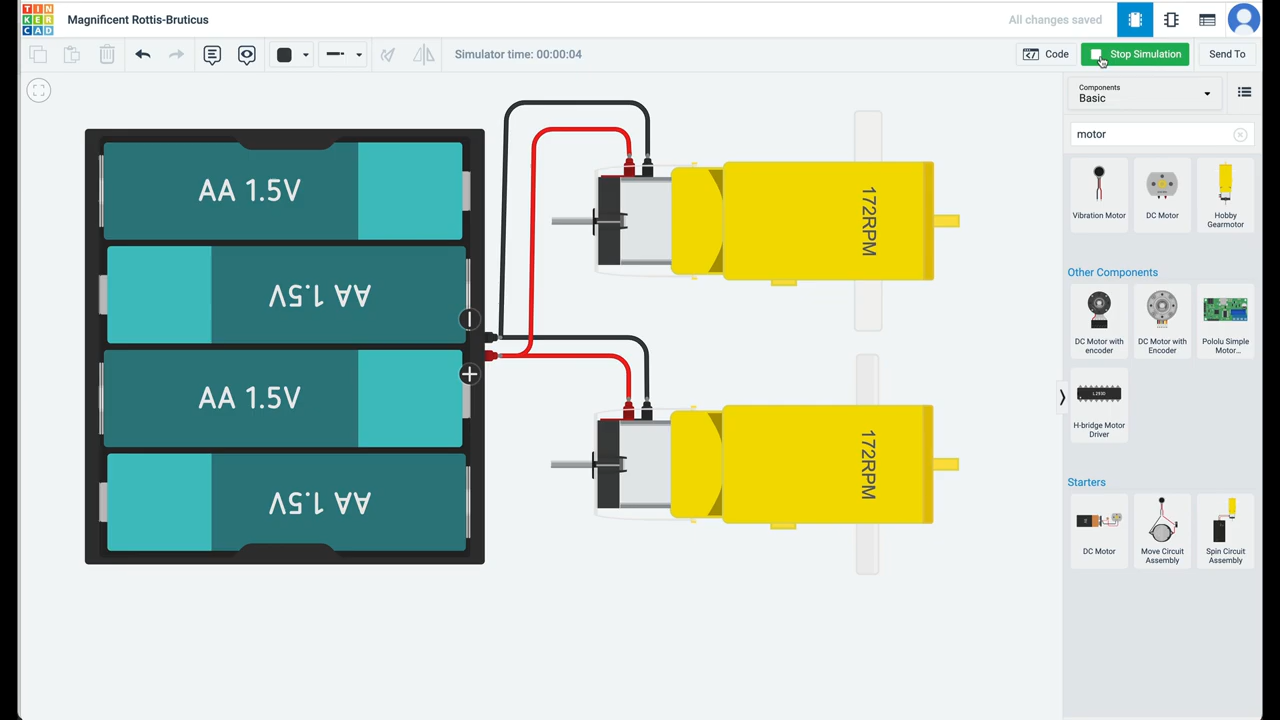 TIN
KER
CAD
Magnificent Rottis-Bruticus
All changes saved
Simulator time: 00:00:04
Code
Stop Simulation
Send To
Components
Basic
motor
Vibration Motor
DC Motor
Hobby
Gearmotor
Other Components
DC Motor with
encoder
DC Motor with
Encoder
Pololu Simple
Motor...
L293D
H-bridge Motor
Driver
Starters
DC Motor
Move Circuit
Assembly
Spin Circuit
Assembly
AA 1.5V
AA 1.5V
AA 1.5V
AA 1.5V
172RPM
172RPM